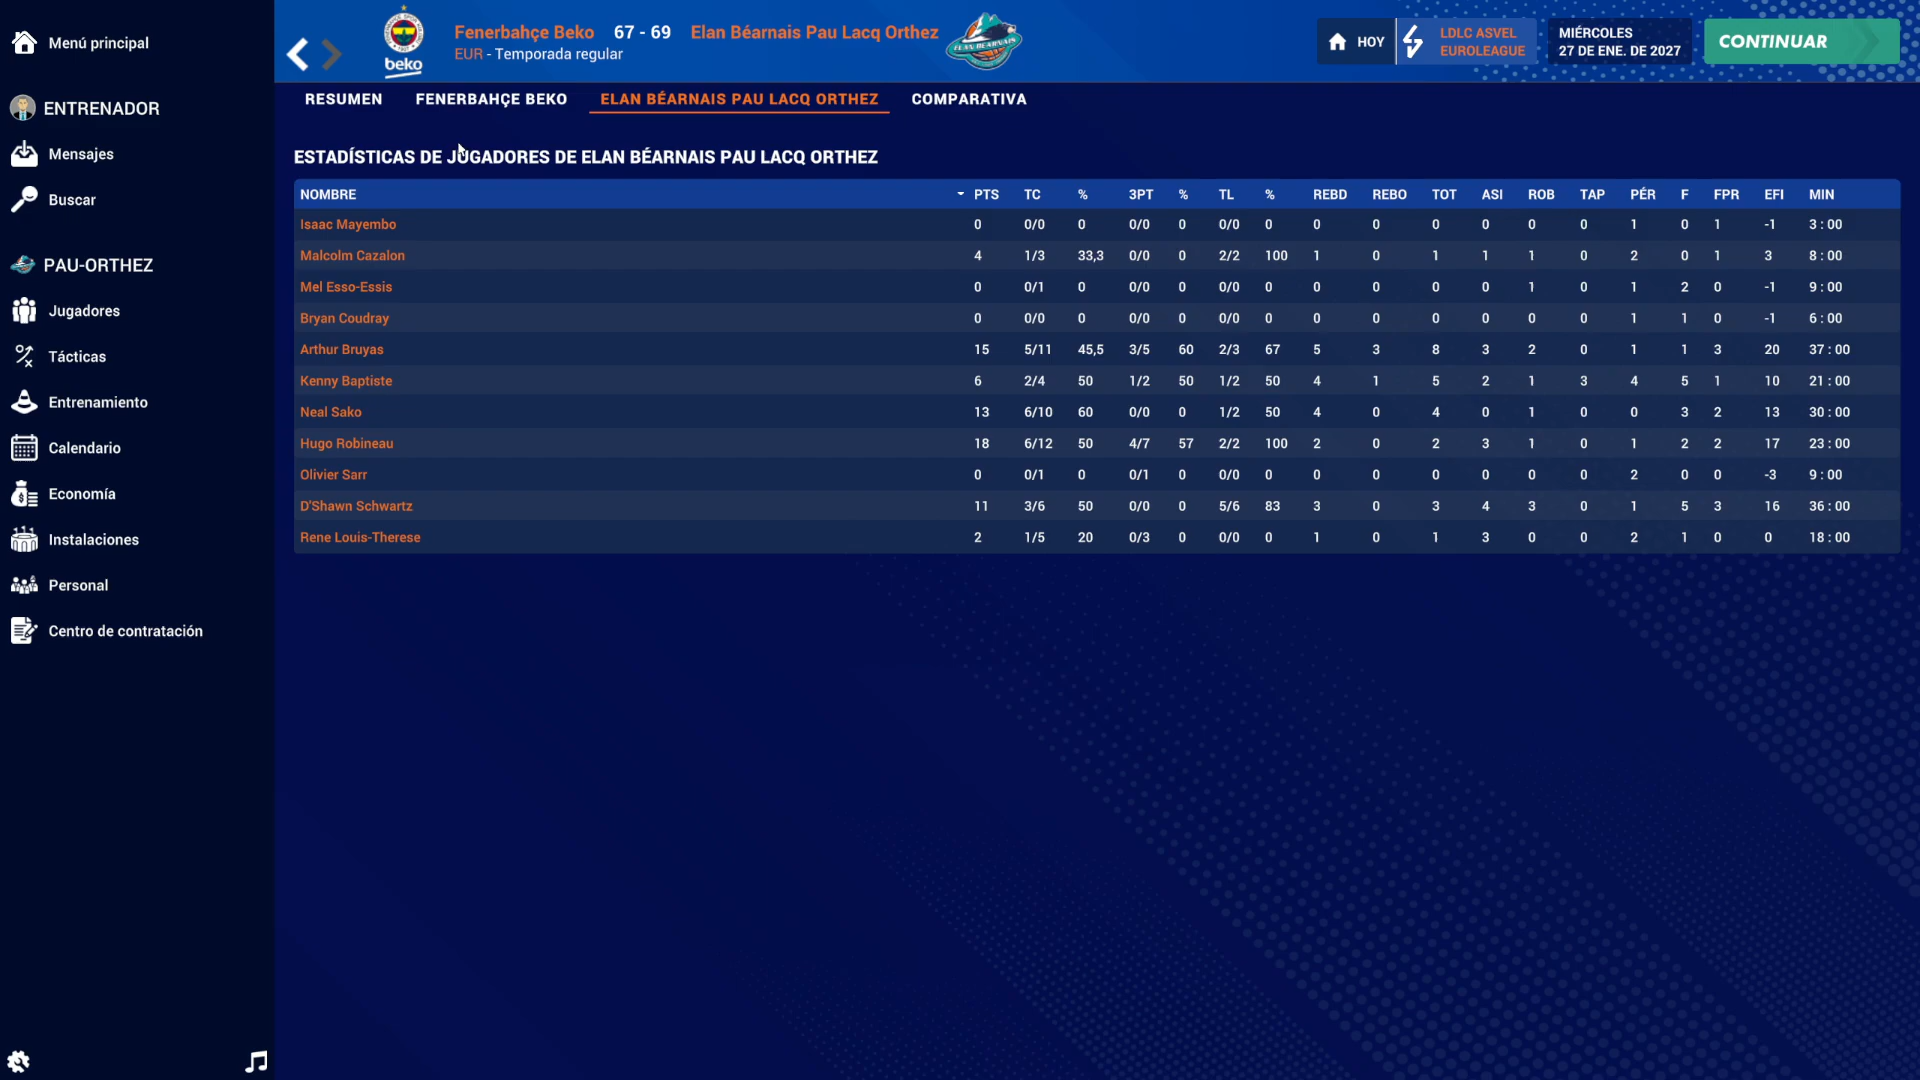 Menú principal
ENTRENADOR
Mensajes
Buscar
PAU-ORTHEZ
Jugadores
Tácticas
Entrenamiento
Calendario
Economía
Instalaciones
Personal
Centro de contratación
beko
Fenerbahçe Beko 67 - 69 Elan Béarnais Pau Lacq Orthez
EUR - Temporada regular
ELAN BÉARNAIS
HOY
LDLC ASVEL
EUROLEAGUE
MIÉRCOLES
27 DE ENE. DE 2027
CONTINUAR
RESUMEN FENERBAHÇE BEKO ELAN BÉARNAIS PAU LACQ ORTHEZ COMPARATIVA
ESTADÍSTICAS DE JUGADORES DE ELAN BÉARNAIS PAU LACQ ORTHEZ
NOMBRE PTS TC % 3PT % TL % REBD REBO TOT ASI ROB TAP PÉR F FPR EFI MIN
Isaac Mayembo 0 0/0 0 0/0 0 0/0 0 0 0 0 0 0 0 1 0 1 -1 3 : 00
Malcolm Cazalon 4 1/3 33,3 0/0 0 2/2 100 1 0 1 1 1 0 2 0 1 3 8 : 00
Mel Esso-Essis 0 0/1 0 0/0 0 0/0 0 0 0 0 0 1 0 1 2 0 -1 9 : 00
Bryan Coudray 0 0/0 0 0/0 0 0/0 0 0 0 0 0 0 0 1 1 0 -1 6 : 00
Arthur Bruyas 15 5/11 45,5 3/5 60 2/3 67 5 3 8 3 2 0 1 1 3 20 37 : 00
Kenny Baptiste 6 2/4 50 1/2 50 1/2 50 4 1 5 2 1 3 4 5 1 10 21 : 00
Neal Sako 13 6/10 60 0/0 0 1/2 50 4 0 4 0 1 0 0 3 2 13 30 : 00
Hugo Robineau 18 6/12 50 4/7 57 2/2 100 2 0 2 3 1 0 1 2 2 17 23 : 00
Olivier Sarr 0 0/1 0 0/1 0 0/0 0 0 0 0 0 0 0 2 0 0 -3 9 : 00
D'Shawn Schwartz 11 3/6 50 0/0 0 5/6 83 3 0 3 4 3 0 1 5 3 16 36 : 00
Rene Louis-Therese 2 1/5 20 0/3 0 0/0 0 1 0 1 3 0 0 2 1 0 0 18 : 00